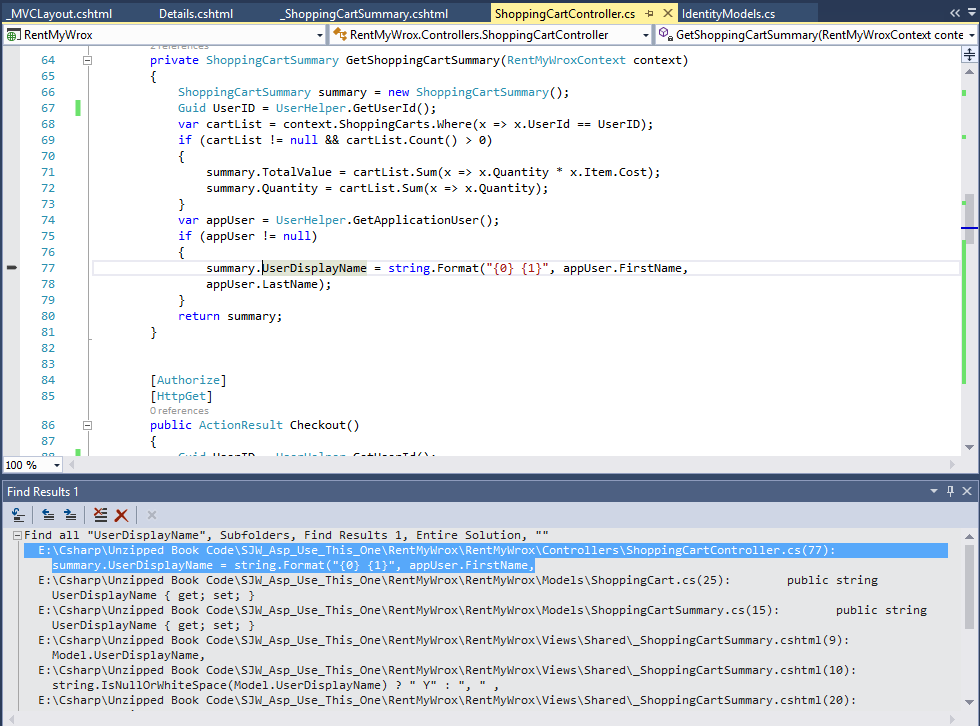 _MVCLayout.cshtml Details.cshtml _ShoppingCartSummary.cshtml ShoppingCartController.cs IdentityModels.cs
RentMyWrox RentMyWrox.Controllers.ShoppingCartController GetShoppingCartSummary(RentMyWroxContext conte
2 references
64 private ShoppingCartSummary GetShoppingCartSummary(RentMyWroxContext context)
65 {
66 ShoppingCartSummary summary = new ShoppingCartSummary();
67 Guid UserID = UserHelper.GetUserId();
68 var cartList = context.ShoppingCarts.Where(x => x.UserId == UserID);
69 if (cartList != null && cartList.Count() > 0)
70 {
71 summary.TotalValue = cartList.Sum(x => x.Quantity * x.Item.Cost);
72 summary.Quantity = cartList.Sum(x => x.Quantity);
73 }
74 var appUser = UserHelper.GetApplicationUser();
75 if (appUser != null)
76 {
77 summary.UserDisplayName = string.Format("{0} {1}", appUser.FirstName,
78 appUser.LastName);
79 }
80 return summary;
81 }
82
83
84 [Authorize]
85 [HttpGet]
0 references
86 public ActionResult Checkout()
87 {
88 Guid UserID = UserHelper.GetUserId();
100 %
Find Results 1
Find all "UserDisplayName", Subfolders, Find Results 1, Entire Solution, ""
E:\Csharp\Unzipped Book Code\SJW_Asp_Use_This_One\RentMyWrox\RentMyWrox\Controllers\ShoppingCartController.cs(77):
summary.UserDisplayName = string.Format("{0} {1}", appUser.FirstName,
E:\Csharp\Unzipped Book Code\SJW_Asp_Use_This_One\RentMyWrox\RentMyWrox\Models\ShoppingCart.cs(25): public string
UserDisplayName { get; set; }
E:\Csharp\Unzipped Book Code\SJW_Asp_Use_This_One\RentMyWrox\RentMyWrox\Models\ShoppingCartSummary.cs(15): public string
UserDisplayName { get; set; }
E:\Csharp\Unzipped Book Code\SJW_Asp_Use_This_One\RentMyWrox\RentMyWrox\Views\Shared\_ShoppingCartSummary.cshtml(9):
Model.UserDisplayName,
E:\Csharp\Unzipped Book Code\SJW_Asp_Use_This_One\RentMyWrox\RentMyWrox\Views\Shared\_ShoppingCartSummary.cshtml(10):
string.IsNullOrWhiteSpace(Model.UserDisplayName) ? " Y" : ", " ,
E:\Csharp\Unzipped Book Code\SJW_Asp_Use_This_One\RentMyWrox\RentMyWrox\Views\Shared\_ShoppingCartSummary.cshtml(20):